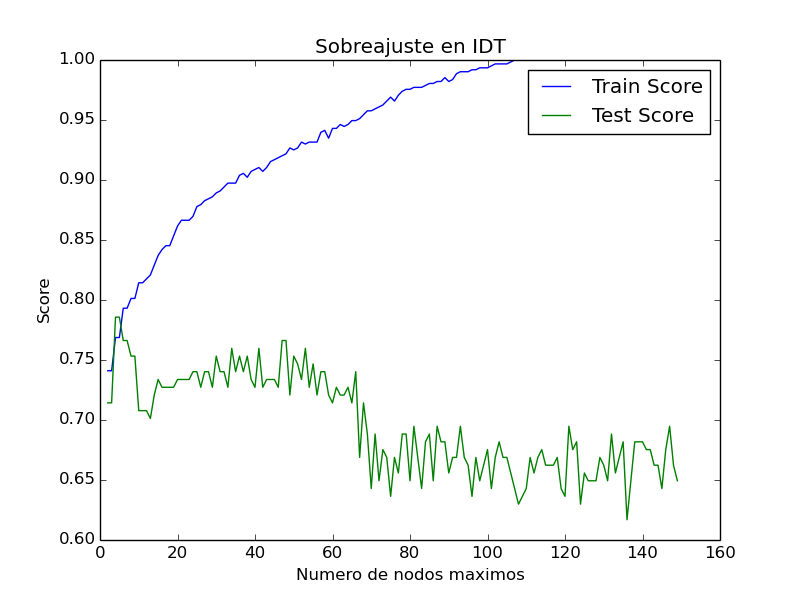 Sobreajuste en IDT
Train Score
Test Score
Score
1.00
0.95
0.90
0.85
0.80
0.75
0.70
0.65
0.60
0 20 40 60 80 100 120 140 160
Numero de nodos maximos